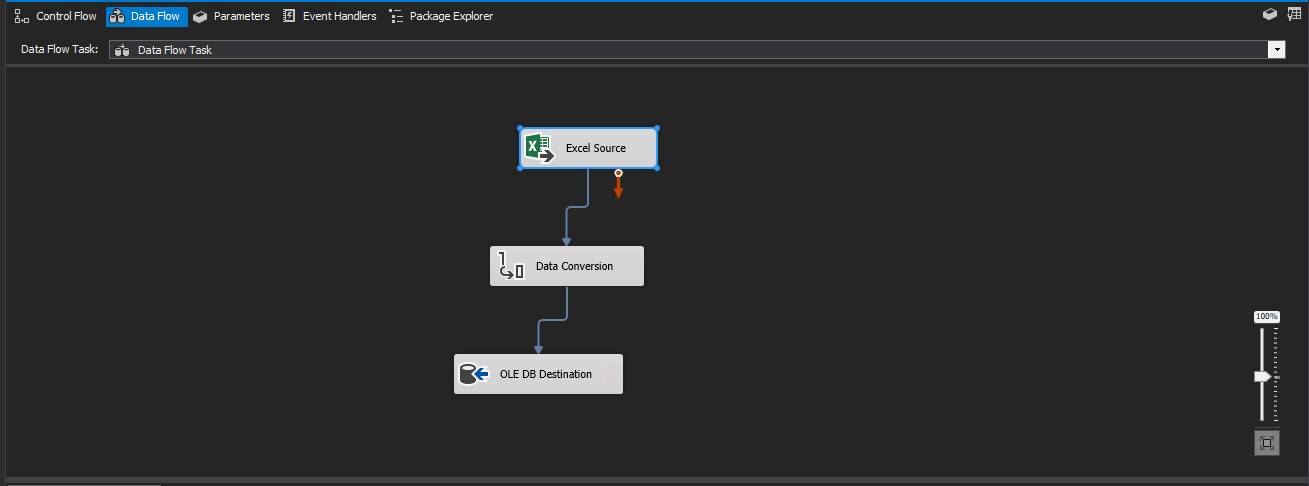 Control Flow Data Flow Parameters Event Handlers Package Explorer
Data Flow Task: Data Flow Task
Excel Source
Data Conversion
100%
OLE DB Destination